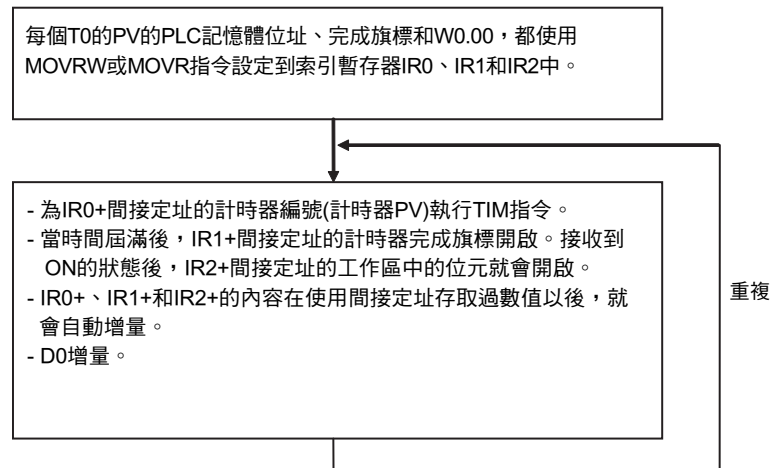 每個T0的PV的PLC記憶體位址、完成旗標和W0.00，都使用
MOVRW或MOVR指令設定到索引暫存器IR0、IR1和IR2中。
- 為IR0+間接定址的計時器編號(計時器PV)執行TIM指令。
- 當時間屆滿後，IR1+間接定址的計時器完成旗標開啟。接收到
ON的狀態後，IR2+間接定址的工作區中的位元就會開啟。
- IR0+、IR1+和IR2+的內容在使用間接定址存取過數值以後，就
會自動增量。
- D0增量。
重複